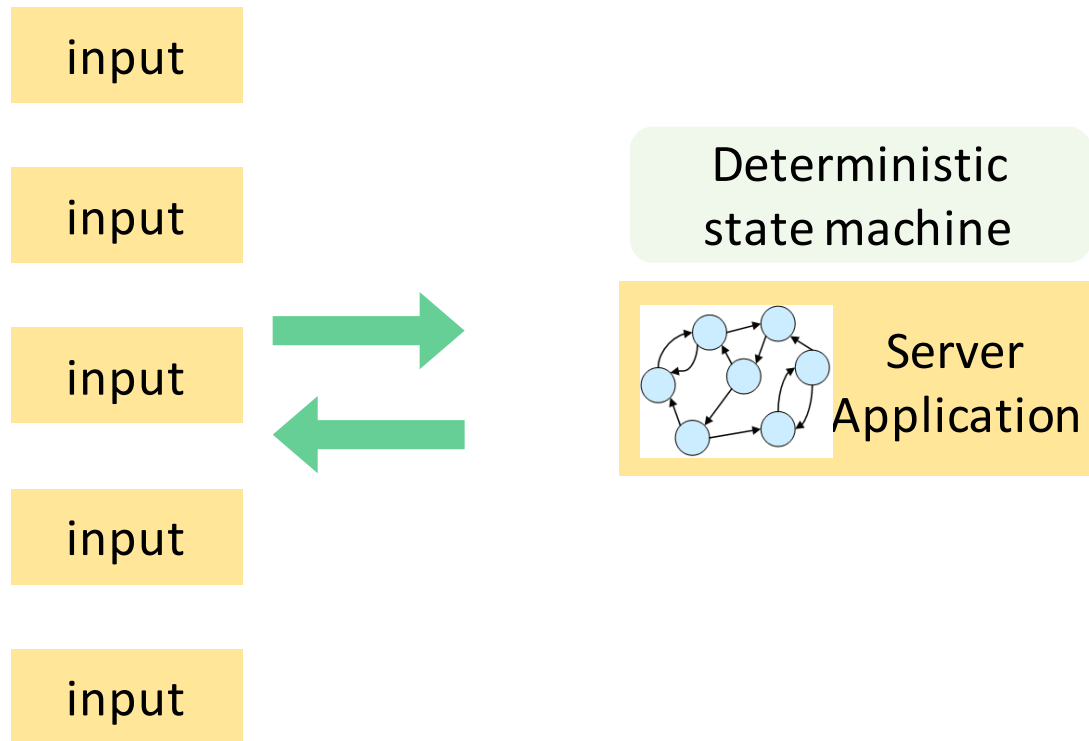 input
input
input
input
input
Deterministic
state machine
Server
Application